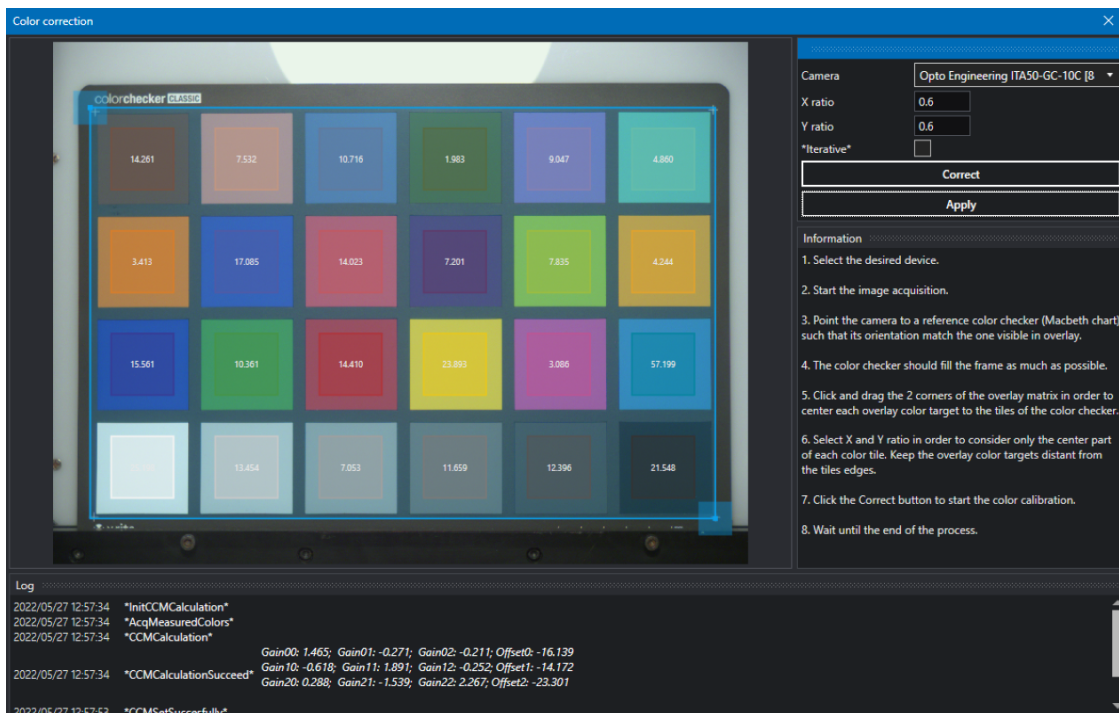 Color correction
colorchecker CLASSIC
14.261 7.532 10.716 1.983 9.047 4.860
3.413 17.085 14.023 7.201 7.835 4.244
15.561 10.361 14.410 23.893 3.086 57.199
13.454 7.053 11.659 12.396 21.548
Camera Opto Engineering ITA50-GC-10C [8
X ratio 0.6
Y ratio 0.6
*Iterative*
Correct
Apply
Information
1. Select the desired device.
2. Start the image acquisition.
3. Point the camera to a reference color checker (Macbeth chart)
such that its orientation match the one visible in overlay.
4. The color checker should fill the frame as much as possible.
5. Click and drag the 2 corners of the overlay matrix in order to
center each overlay color target to the tiles of the color checker.
6. Select X and Y ratio in order to consider only the center part
of each color tile. Keep the overlay color targets distant from
the tiles edges.
7. Click the Correct button to start the color calibration.
8. Wait until the end of the process.
Log
2022/05/27 12:57:34 *InitCCMCalculation*
2022/05/27 12:57:34 *AcqMeasuredColors*
2022/05/27 12:57:34 *CCMCalculation*
Gain00: 1.465; Gain01: -0.271; Gain02: -0.211; Offset0: -16.139
2022/05/27 12:57:34 *CCMCalculationSucceed* Gain10: -0.618; Gain11: 1.891; Gain12: -0.252; Offset1: -14.172
Gain20: 0.288; Gain21: -1.539; Gain22: 2.267; Offset2: -23.301
2022/05/27 12:57:53 *CCMSetSuccesfully*